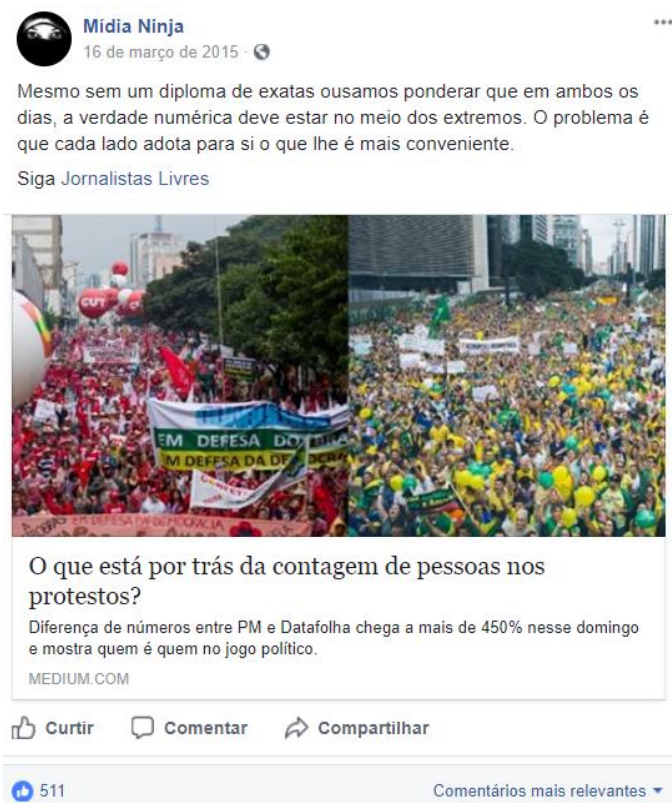 Mídia Ninja
16 de março de 2015 ·
Mesmo sem um diploma de exatas ousamos ponderar que em ambos os
dias, a verdade numérica deve estar no meio dos extremos. O problema é
que cada lado adota para si o que lhe é mais conveniente.
Siga Jornalistas Livres
CUT
EM DEFESA DO
EM DEFESA DA DEMOCRACIA
O que está por trás da contagem de pessoas nos
protestos?
Diferença de números entre PM e Datafolha chega a mais de 450% nesse domingo
e mostra quem é quem no jogo político.
MEDIUM.COM
Curtir Comentar Compartilhar
511 Comentários mais relevantes